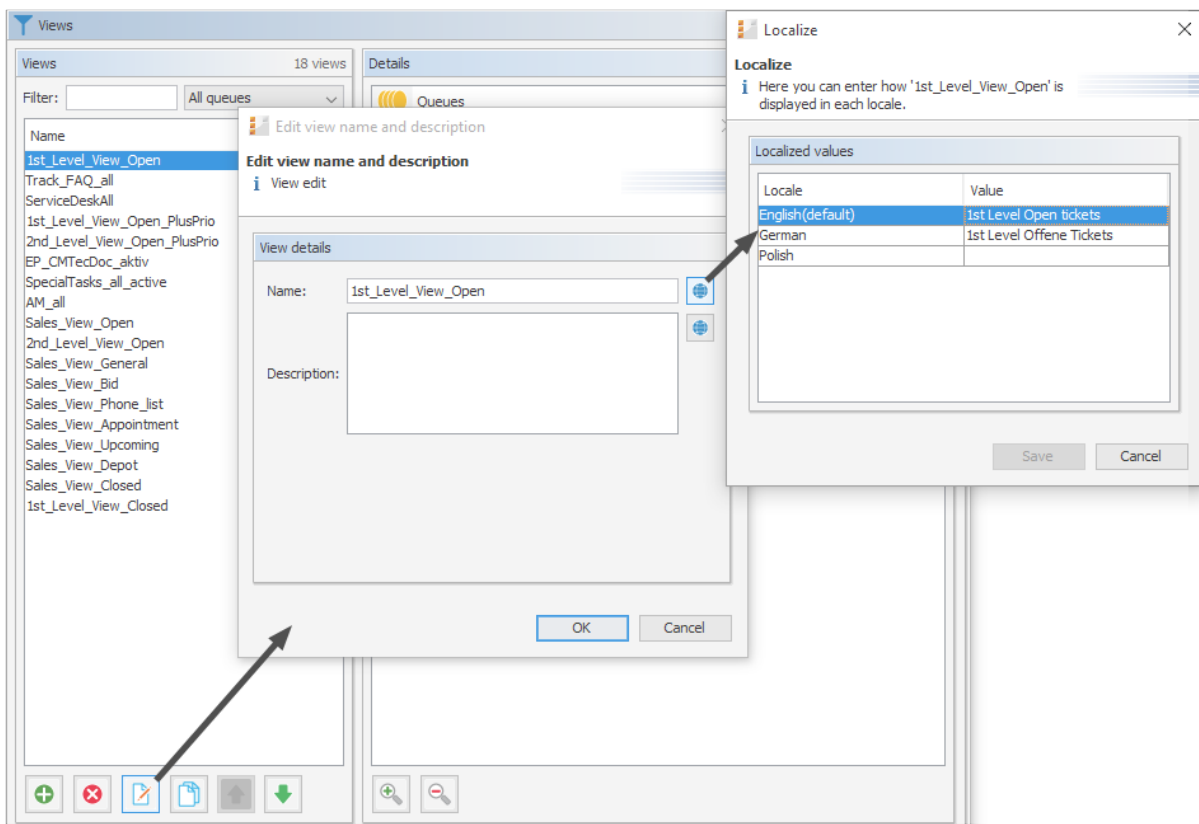 Views
Views 18 views
Filter: All queues
Name
1st_Level_View_Open
Track_FAQ_all
ServiceDeskAll
1st_Level_View_Open_PlusPrio
2nd_Level_View_Open_PlusPrio
EP_CMTecDoc_aktiv
SpecialTasks_all_active
AM_all
Sales_View_Open
2nd_Level_View_Open
Sales_View_General
Sales_View_Bid
Sales_View_Phone_list
Sales_View_Appointment
Sales_View_Upcoming
Sales_View_Depot
Sales_View_Closed
1st_Level_View_Closed
Details
Queues
Edit view name and description
Edit view name and description
View edit
View details
Name: 1st_Level_View_Open
Description:
OK Cancel
Localize
Localize
Here you can enter how '1st_Level_View_Open' is
displayed in each locale.
Localized values
Locale Value
English(default) 1st Level Open tickets
German 1st Level Offene Tickets
Polish
Save Cancel